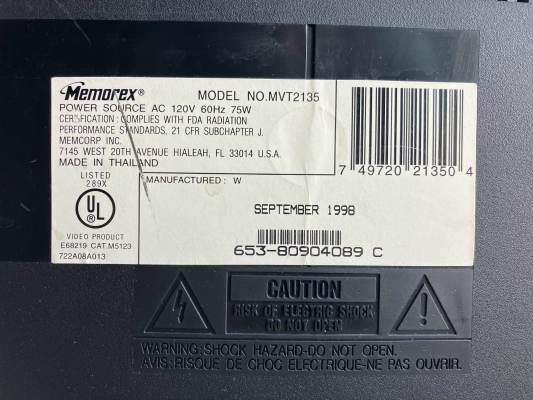 Memorex® MODEL NO.MVT2135
POWER SOURCE AC 120V 60Hz 75W
CERTIFICATION: COMPLIES WITH FDA RADIATION
PERFORMANCE STANDARDS, 21 CFR SUBCHAPTER J.
MEMCORP INC.
7145 WEST 20TH AVENUE HIALEAH, FL 33014 U.S.A.
MADE IN THAILAND
7 49720 21350 4
LISTED
289X
UL
®
VIDEO PRODUCT
E68219 CAT.M5123
722A08A013
MANUFACTURED: W
SEPTEMBER 1998
653-80904089 C
CAUTION
RISK OF ELECTRIC SHOCK
DO NOT OPEN
WARNING:SHOCK HAZARD-DO NOT OPEN.
AVIS:RISQUE DE CHOC ELECTRIQUE-NE PAS OUVRIR.